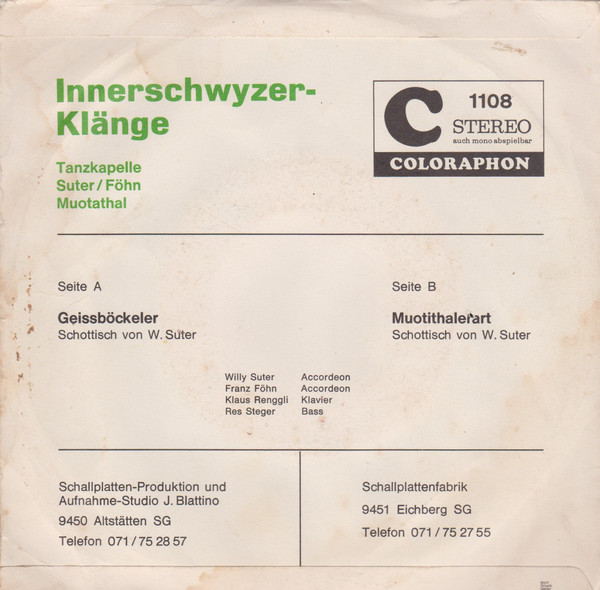 Innerschwyzer-
Klänge
Tanzkapelle
Suter/Föhn
Muotathal
C
1108
STEREO
auch mono abspielbar
COLORAPHON
Seite A
Geissböckeler
Schottisch von W. Suter
Seite B
Muotithalerart
Schottisch von W. Suter
Willy Suter Accordeon
Franz Föhn Accordeon
Klaus Renggli Klavier
Res Steger Bass
Schallplatten-Produktion und
Aufnahme-Studio J. Blattino
9450 Altstätten SG
Telefon 071/75 28 57
Schallplattenfabrik
9451 Eichberg SG
Telefon 071/75 27 55